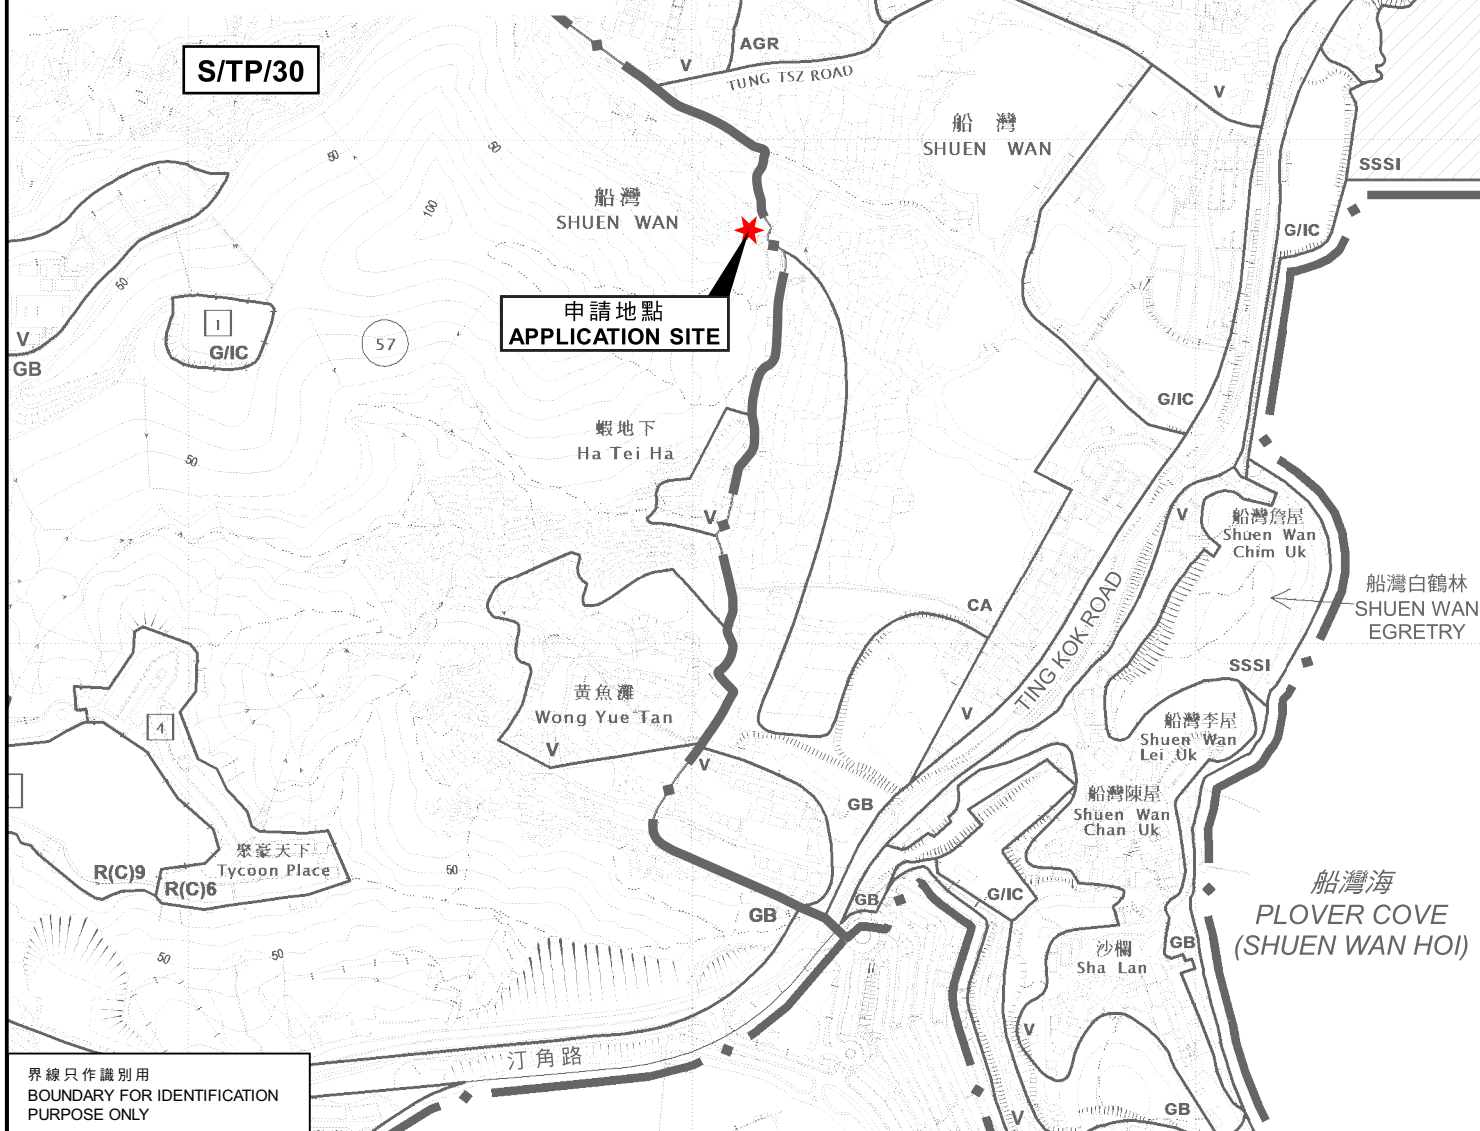 AGR
V
TUNG TSZ ROAD
S/TP/30
V
船 灣
SHUEN WAN
50
50
SSSI
船灣
SHUEN WAN
100
G/IC
50
1
G/IC
57
V
GB
申請地點
APPLICATION SITE
G/IC
蝦地下
Ha Tei Ha
50
V
V
船灣詹屋
Shuen Wan
Chim Uk
船灣白鶴林
SHUEN WAN
EGRETRY
CA
TING KOK ROAD
SSSI
黃魚灘
Wong Yue Tan
V
V
V
4
船灣李屋
Shuen Wan
Lei Uk
GB
船灣陳屋
Shuen Wan
Chan Uk
聚豪天下
Tycoon Place
R(C)9
R(C)6
50
GB
GB
G/IC
船灣海
PLOVER COVE
(SHUEN WAN HOI)
沙欄
Sha Lan
GB
50
50
V
汀角路
V
GB
界線只作識別用
BOUNDARY FOR IDENTIFICATION
PURPOSE ONLY